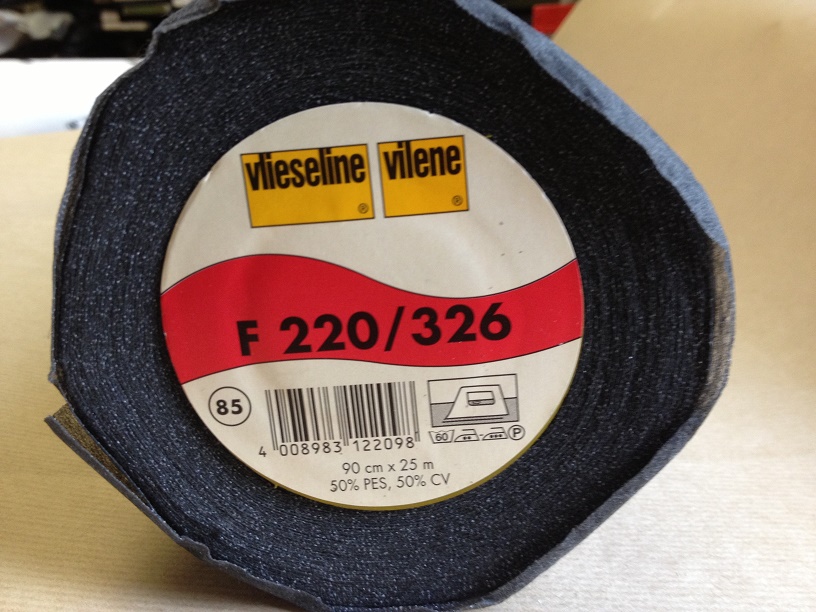 vlieseline ® vilene ®
F 220/326
85
4 008983 122098
60 P
90 cm x 25 m
50% PES, 50% CV